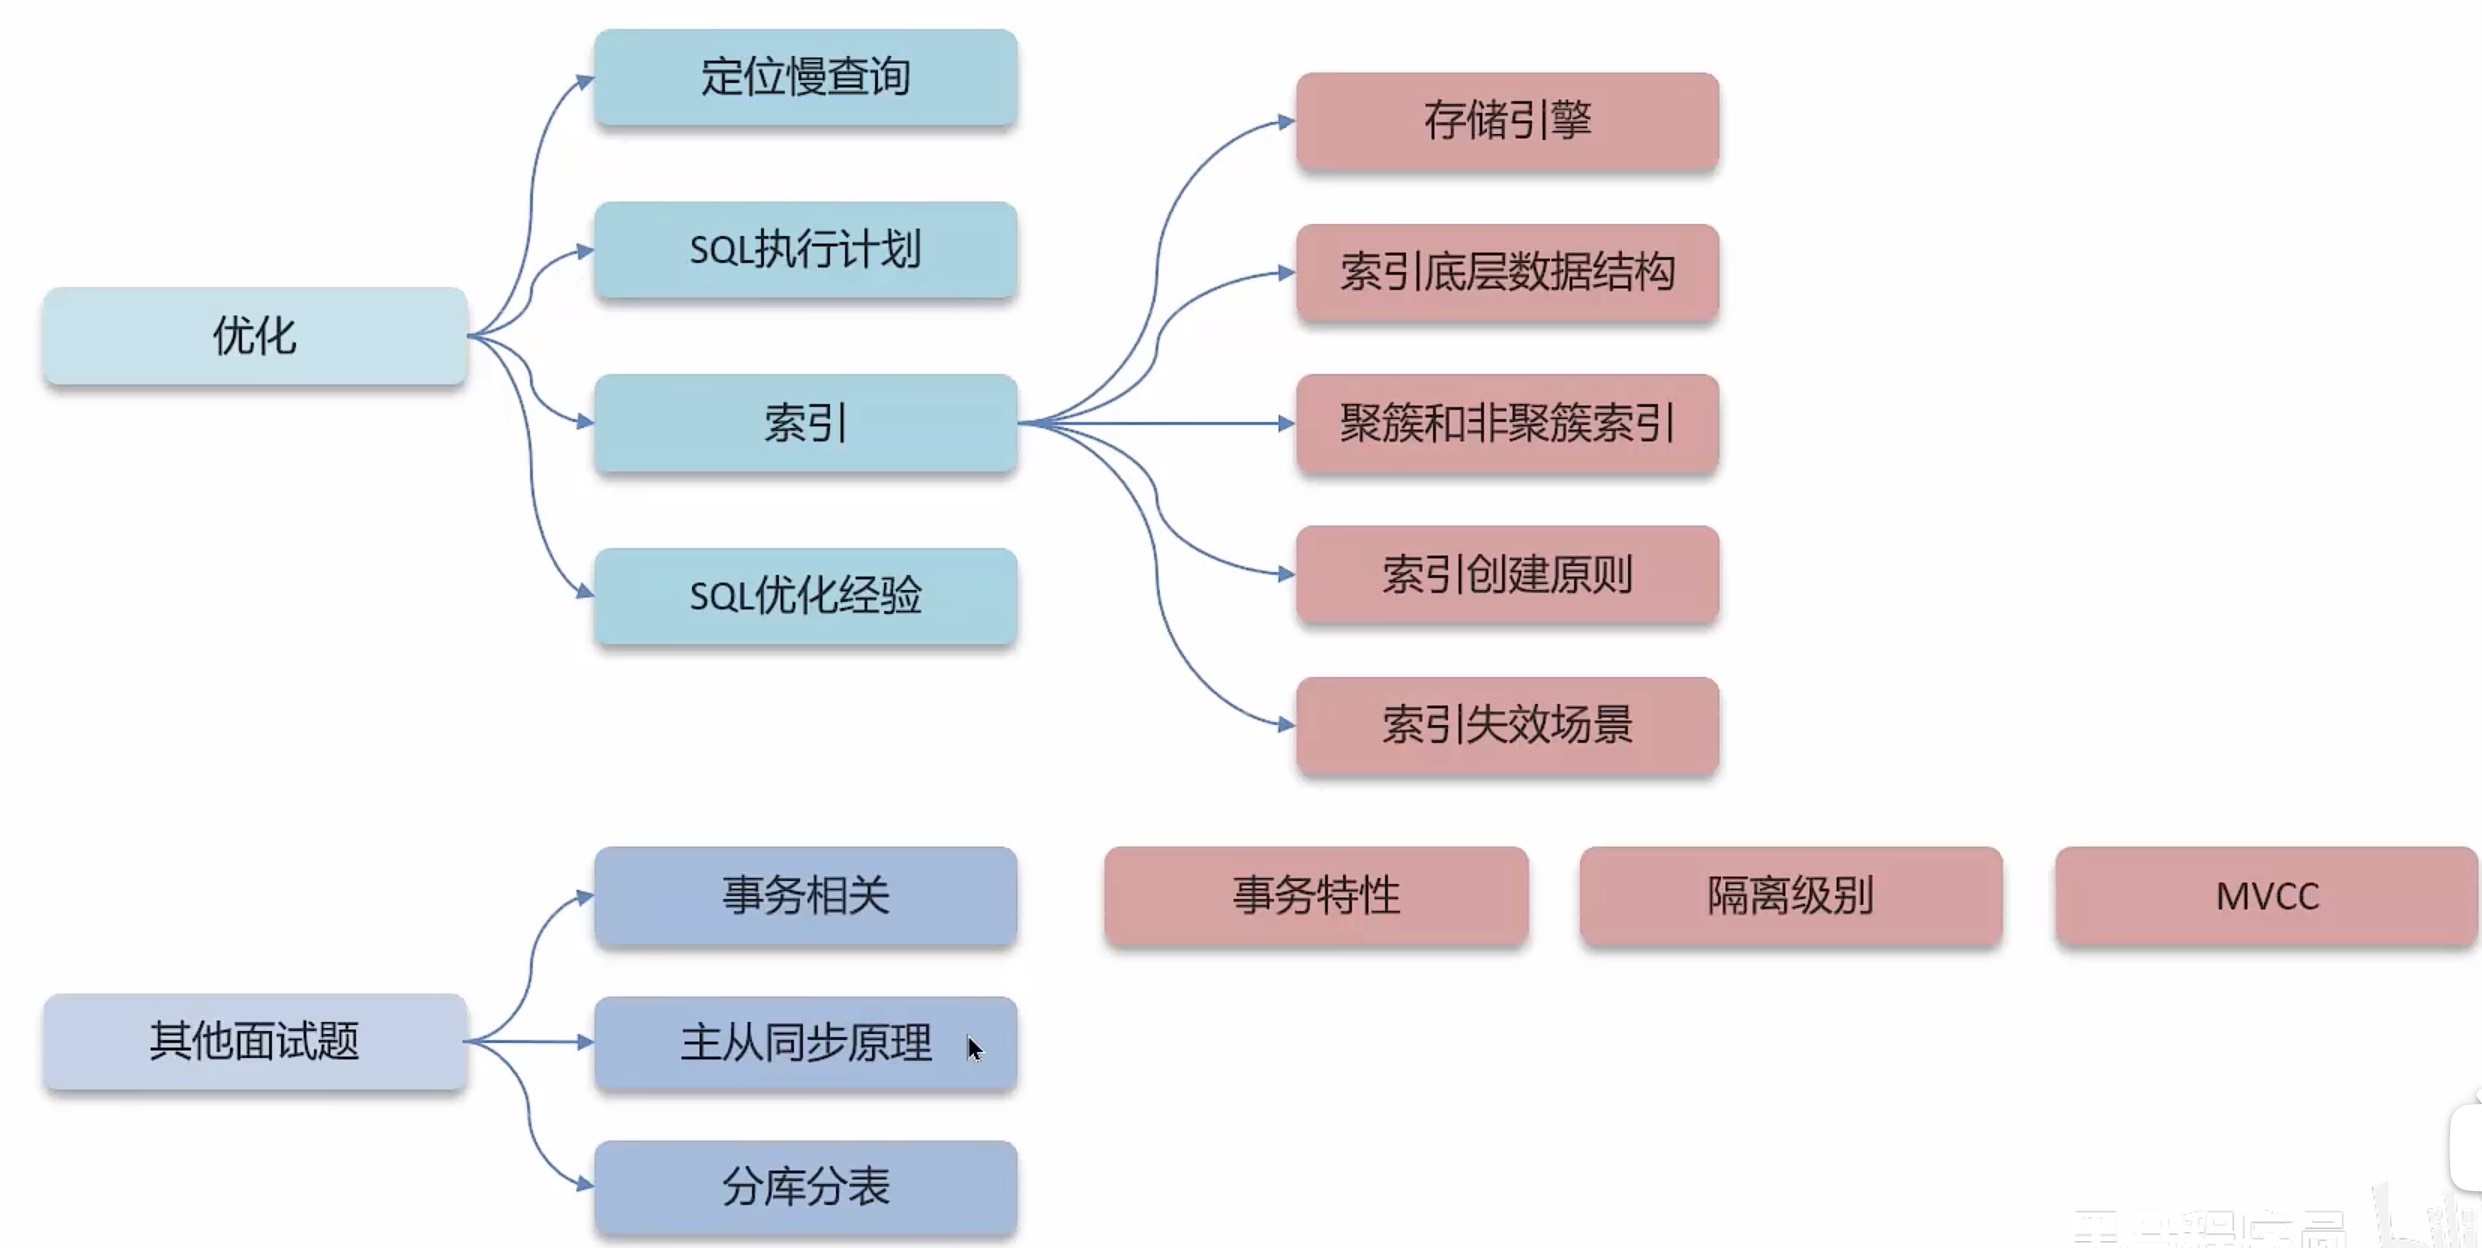 优化
定位慢查询
SQL执行计划
索引
SQL优化经验
存储引擎
索引底层数据结构
聚簇和非聚簇索引
索引创建原则
索引失效场景
其他面试题
事务相关
事务特性
隔离级别
MVCC
主从同步原理
分库分表